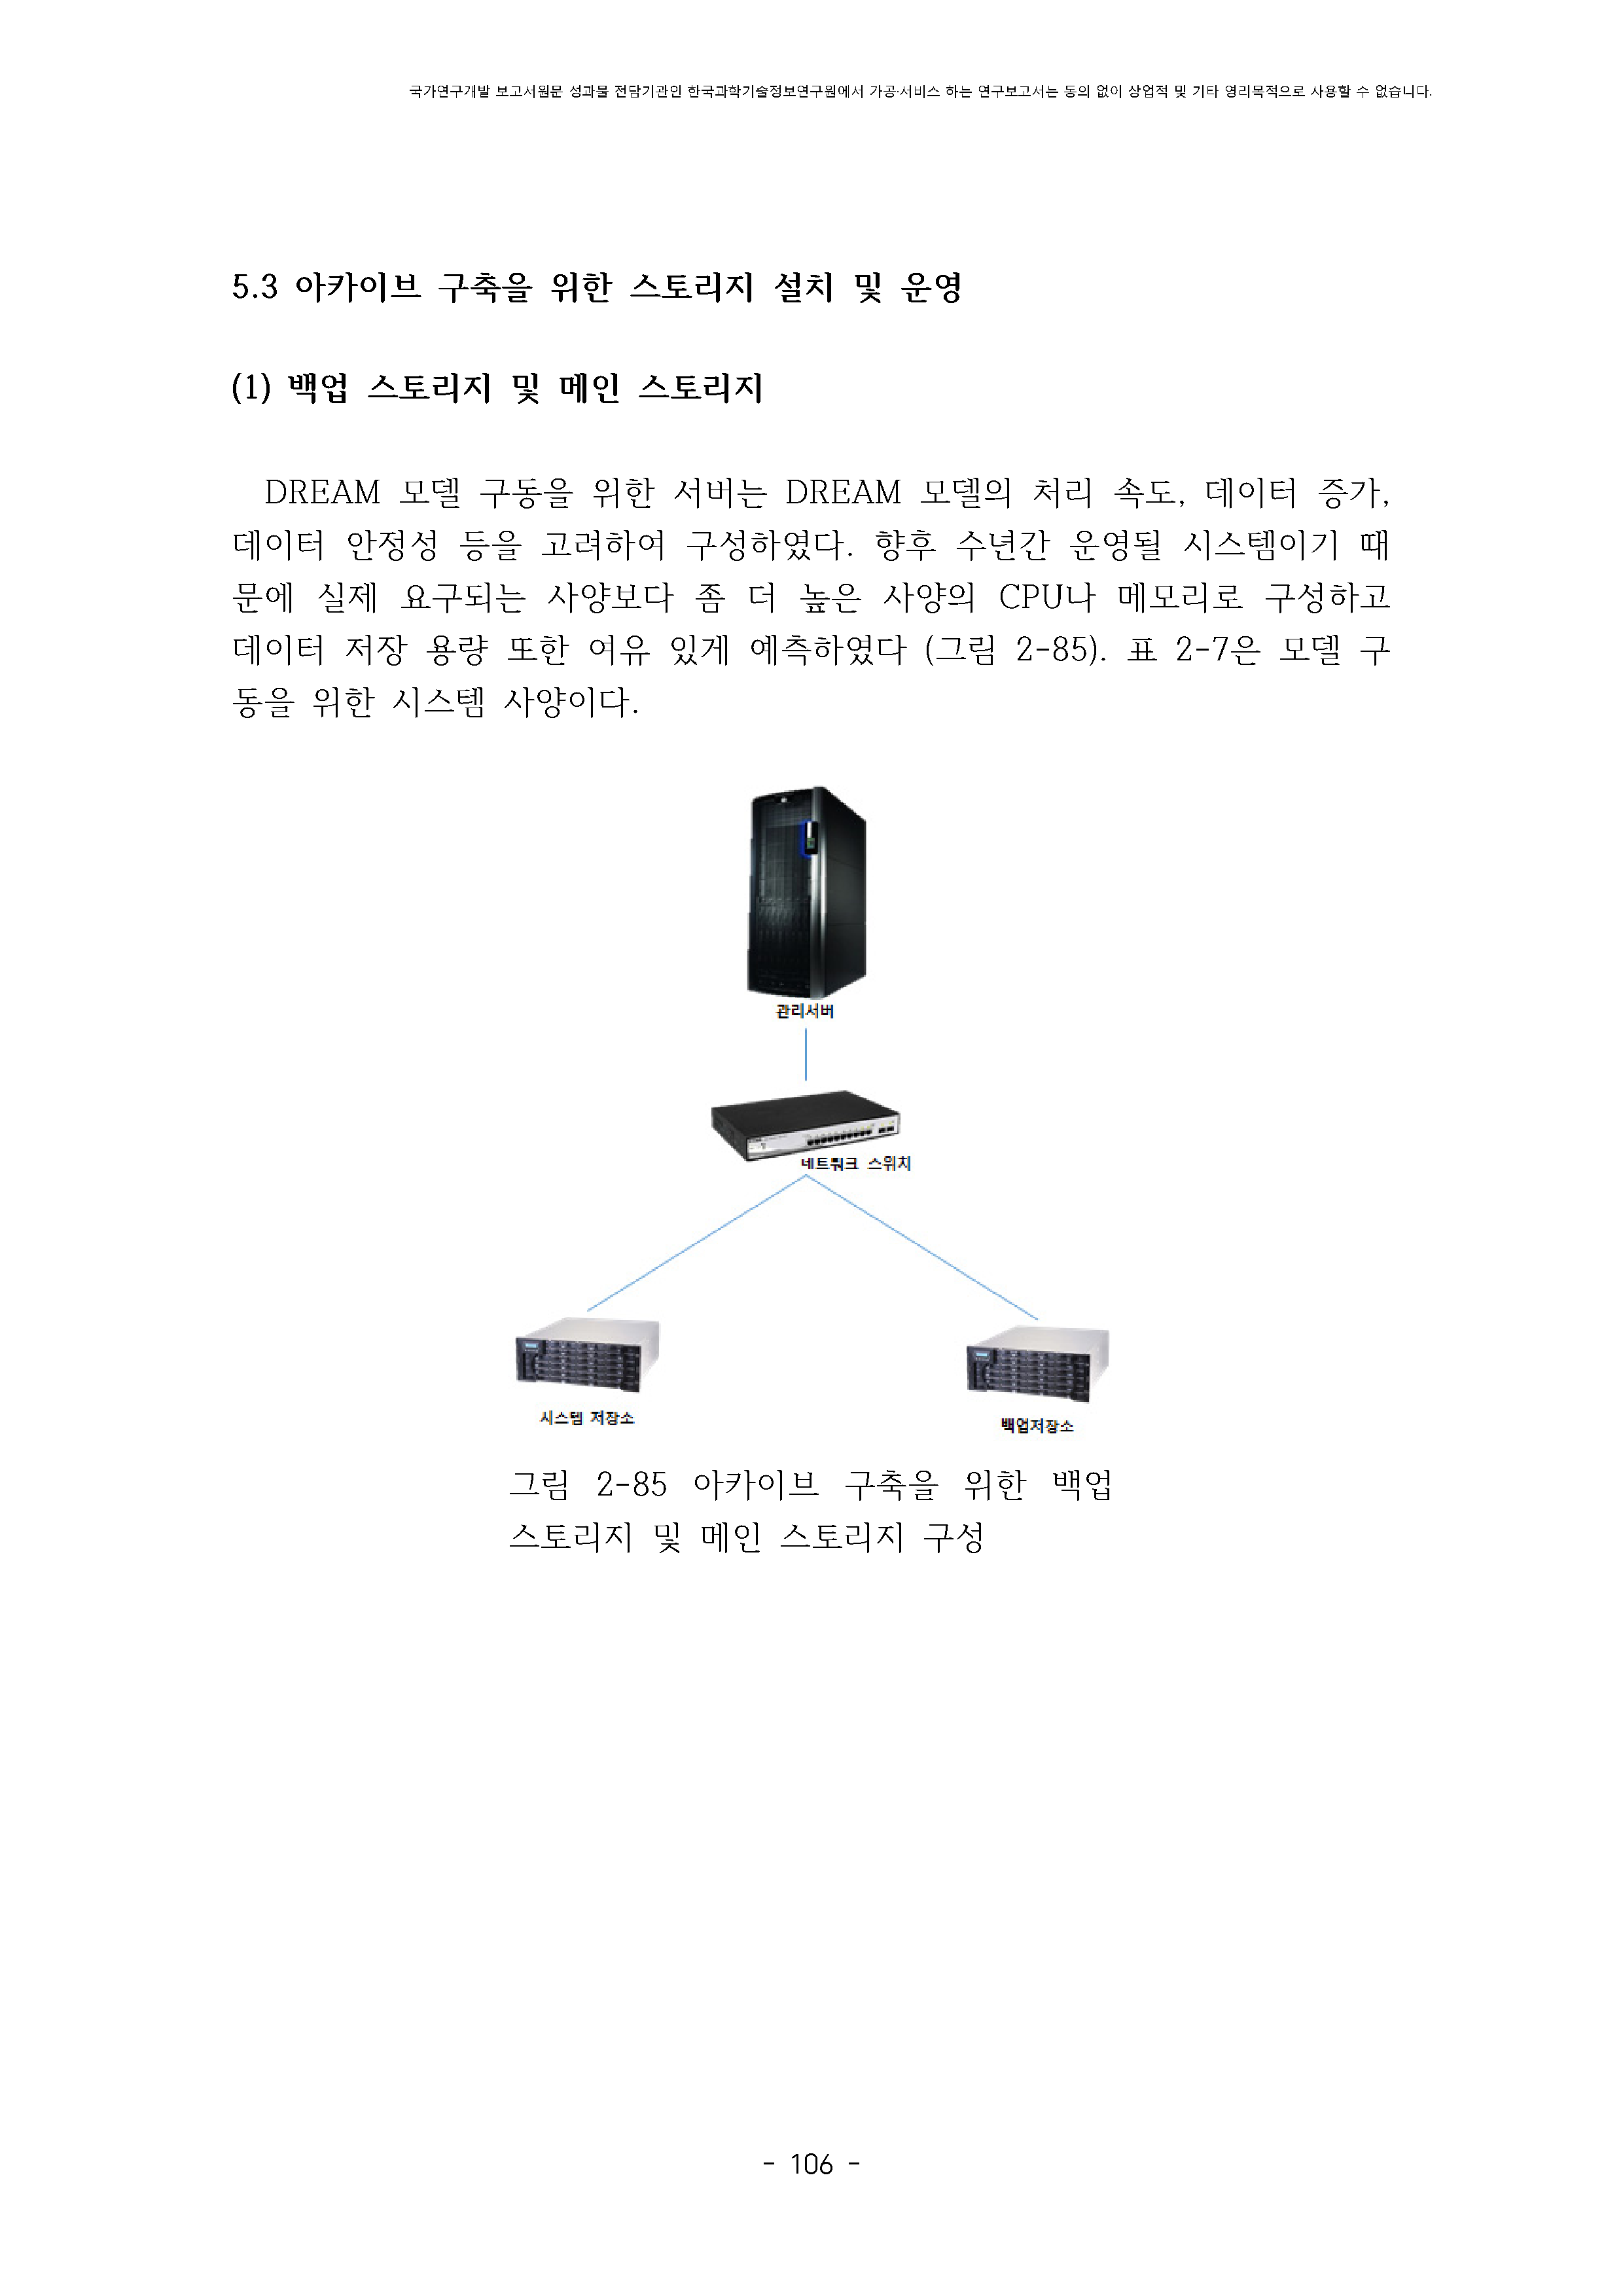 국가연구개발 보고서원문 성과물 전담기관인 한국과학기술정보연구원에서 가공·서비스 하는 연구보고서는 동의 없이 상업적 및 기타 영리목적으로 사용할 수 없습니다.
5.3 아카이브 구축을 위한 스토리지 설치 및 운영
(1) 백업 스토리지 및 메인 스토리지
DREAM 모델 구동을 위한 서버는 DREAM 모델의 처리 속도, 데이터 증가,
데이터 안정성 등을 고려하여 구성하였다. 향후 수년간 운영될 시스템이기 때
문에 실제 요구되는 사양보다 좀 더 높은 사양의 CPU나 메모리로 구성하고
데이터 저장 용량 또한 여유 있게 예측하였다 (그림 2-85). 표 2-7은 모델 구
동을 위한 시스템 사양이다.
관리서버
네트워크 스위치
시스템 저장소
백업저장소
그림 2-85 아카이브 구축을 위한 백업
스토리지 및 메인 스토리지 구성
- 106 -